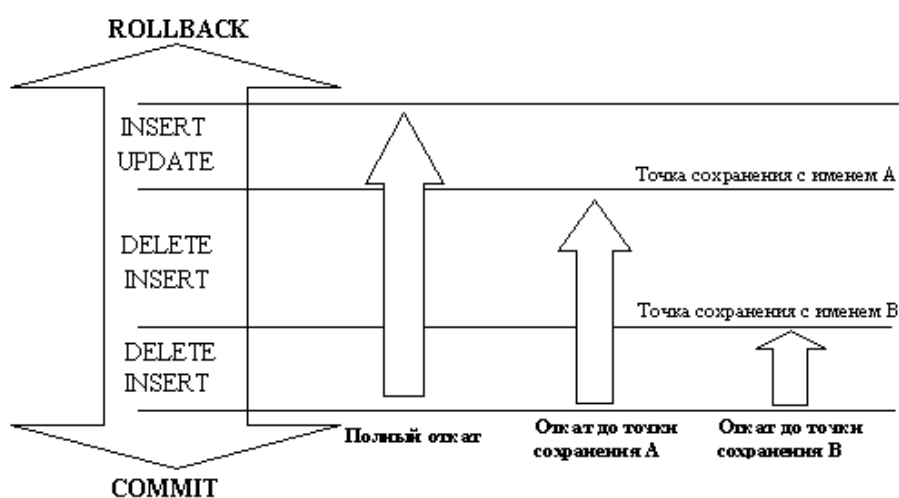 ROLLBACK
INSERT
UPDATE
Точка сохранения с именем A
DELETE
INSERT
Точка сохранения с именем B
DELETE
INSERT
Полный откат
Откат до точки
сохранения A
Откат до точки
сохранения B
COMMIT